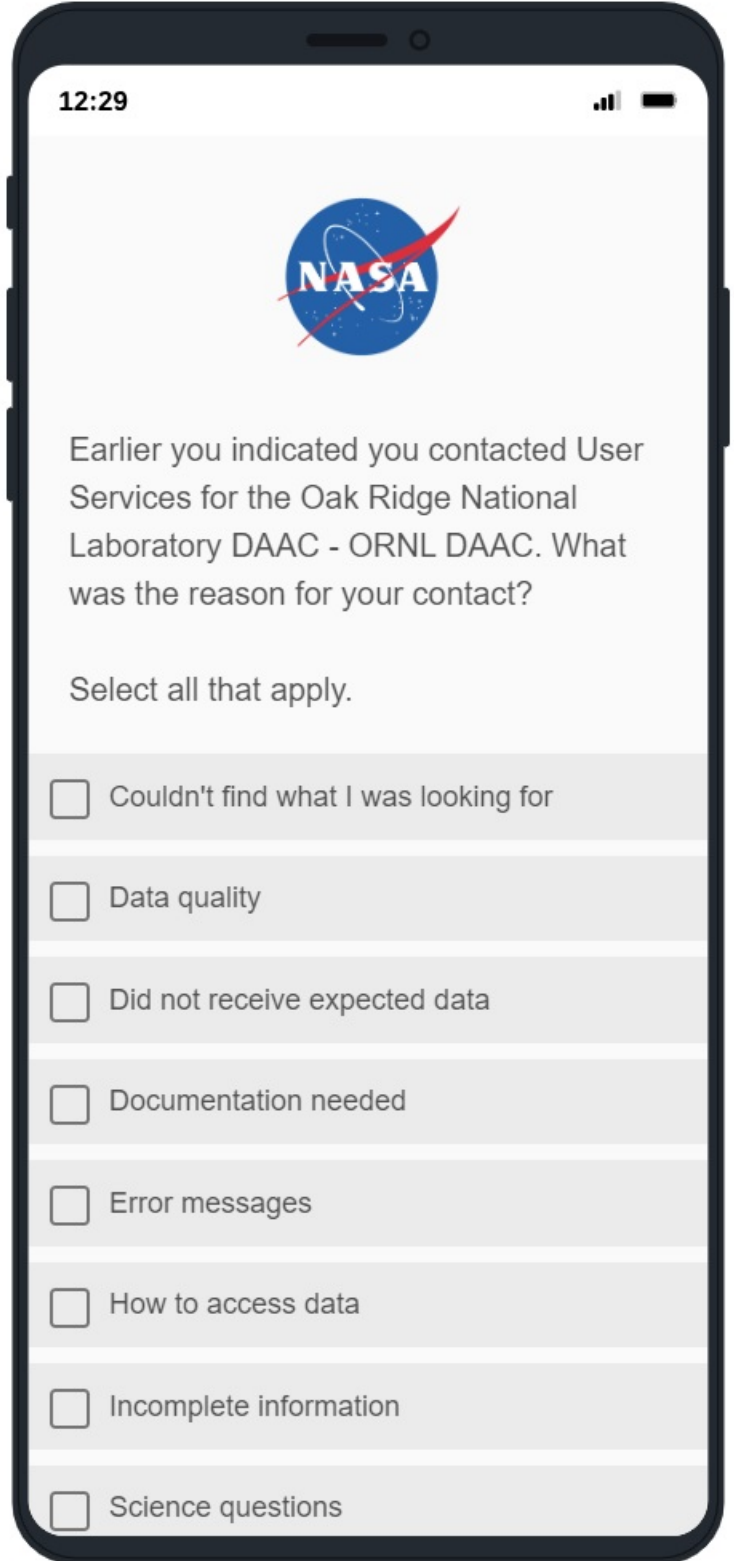 12:29
NASA
Earlier you indicated you contacted User
Services for the Oak Ridge National
Laboratory DAAC - ORNL DAAC. What
was the reason for your contact?
Select all that apply.
Couldn't find what I was looking for
Data quality
Did not receive expected data
Documentation needed
Error messages
How to access data
Incomplete information
Science questions